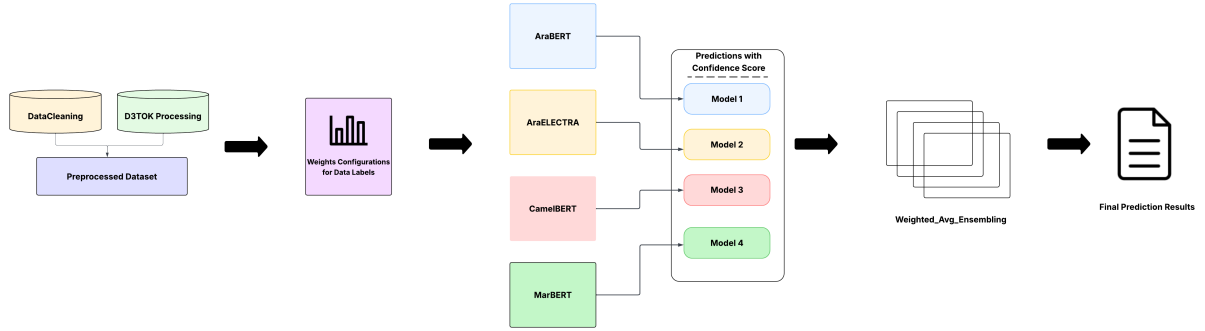 DataCleaning
D3TOK Processing
Preprocessed Dataset
Weights Configurations
for Data Labels
AraBERT
AraELECTRA
CamelBERT
MarBERT
Predictions with
Confidence Score
Model 1
Model 2
Model 3
Model 4
Weighted_Avg_Ensembling
Final Prediction Results